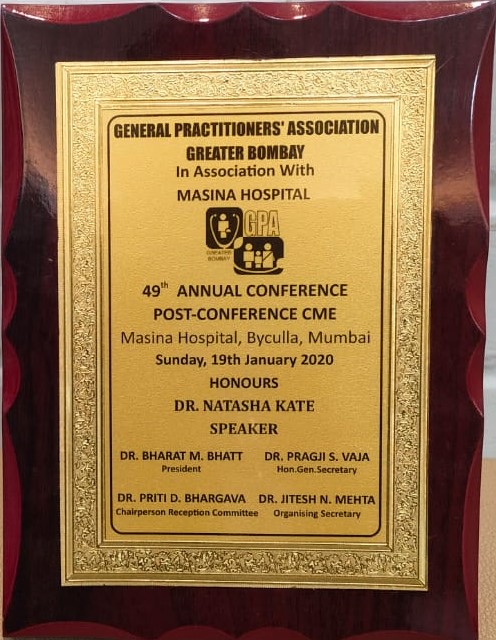 GENERAL PRACTITIONERS' ASSOCIATION
GREATER BOMBAY
In Association With
MASINA HOSPITAL
GPA
GREATER
BOMBAY
49th ANNUAL CONFERENCE
POST-CONFERENCE CME
Masina Hospital, Byculla, Mumbai
Sunday, 19th January 2020
HONOURS
DR. NATASHA KATE
SPEAKER
DR. BHARAT M. BHATT DR. PRAGJI S. VAJA
President Hon.Gen.Secretary
DR. PRITI D. BHARGAVA DR. JITESH N. MEHTA
Chairperson Reception Committee Organising Secretary